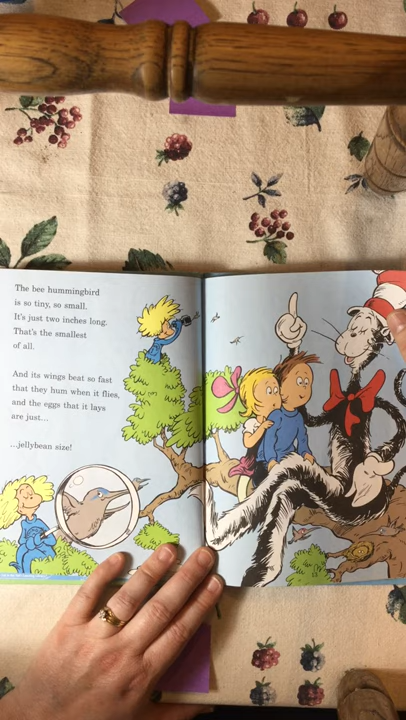 The bee hummingbird
is so tiny, so small.
It's just two inches long.
That's the smallest
of all.
And its wings beat so fast
that they hum when it flies,
and the eggs that it lays
are just...
...jellybean size!